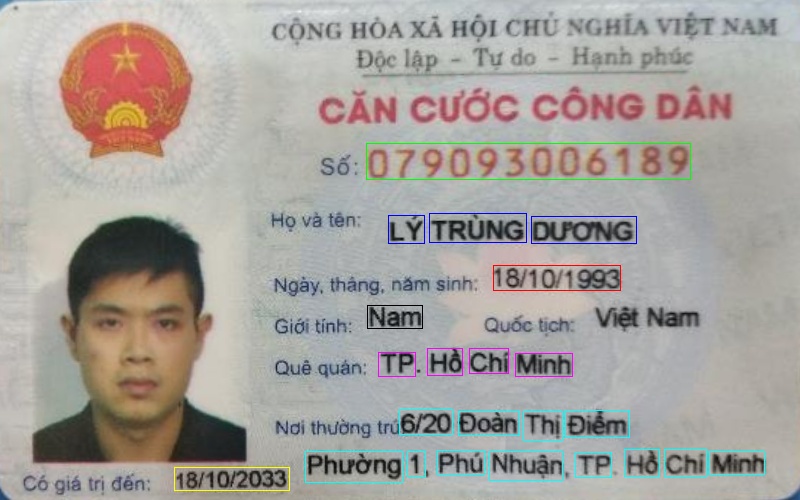 CỘNG HÒA XÃ HỘI CHỦ NGHĨA VIỆT NAM
Độc lập - Tự do - Hạnh phúc
CĂN CƯỚC CÔNG DÂN
Số: 079093006189
Họ và tên: LÝ TRÙNG DƯƠNG
Ngày, tháng, năm sinh: 18/10/1993
Giới tính: Nam Quốc tịch: Việt Nam
Quê quán: TP. Hồ Chí Minh
Nơi thường trú: 6/20 Đoàn Thị Điểm
Phường 1, Phú Nhuận, TP. Hồ Chí Minh
Có giá trị đến: 18/10/2033